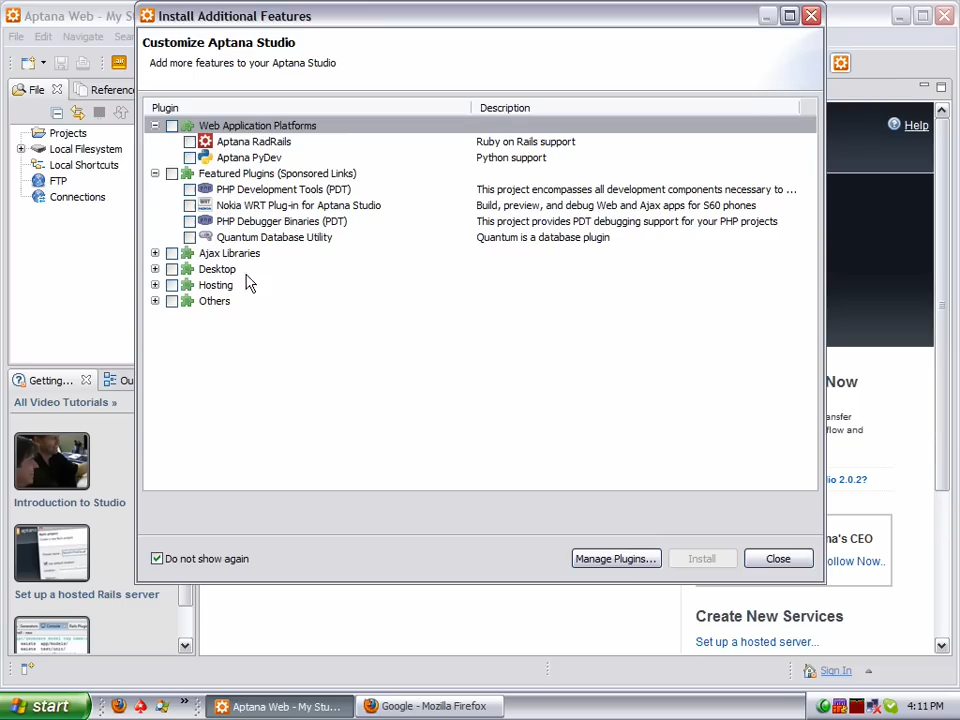 Aptana Web - My St
Install Additional Features
File Edit Navigate Sear
Customize Aptana Studio
Add more features to your Aptana Studio
File
Reference
Plugin Description
Web Application Platforms
Aptana RadRails Ruby on Rails support
Aptana PyDev Python support
Featured Plugins (Sponsored Links)
PHP Development Tools (PDT) This project encompasses all development components necessary to ...
Nokia WRT Plug-in for Aptana Studio Build, preview, and debug Web and Ajax apps for S60 phones
PHP Debugger Binaries (PDT) This project provides PDT debugging support for your PHP projects
Quantum Database Utility Quantum is a database plugin
Ajax Libraries
Desktop
Hosting
Others
Do not show again
Manage Plugins... Install Close
Projects
Local Filesystem
Local Shortcuts
FTP
Connections
Getting... Ou
All Video Tutorials »
Introduction to Studio
Set up a hosted Rails server
Help
Now
ansfer
flow and
io 2.0.2?
na's CEO
ollow Now..
Create New Services
Set up a hosted server...
Sign In
start
Aptana Web - My Stu...
Google - Mozilla Firefox
4:11 PM